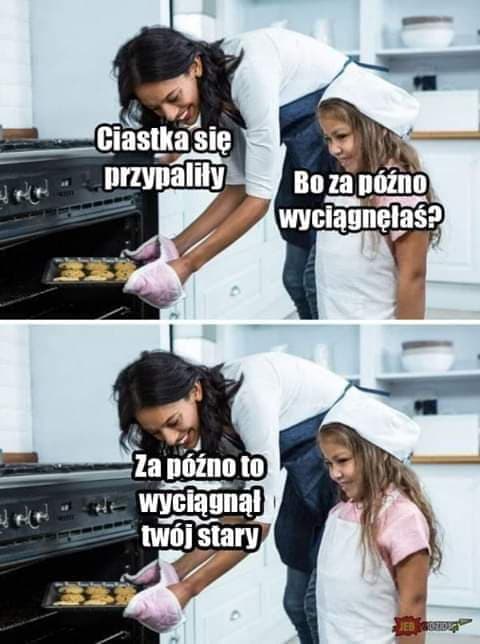 Ciastka się
przypaliły
Bo za późno
wyciągnęłaś?
Za późno to
wyciągnął
twój stary